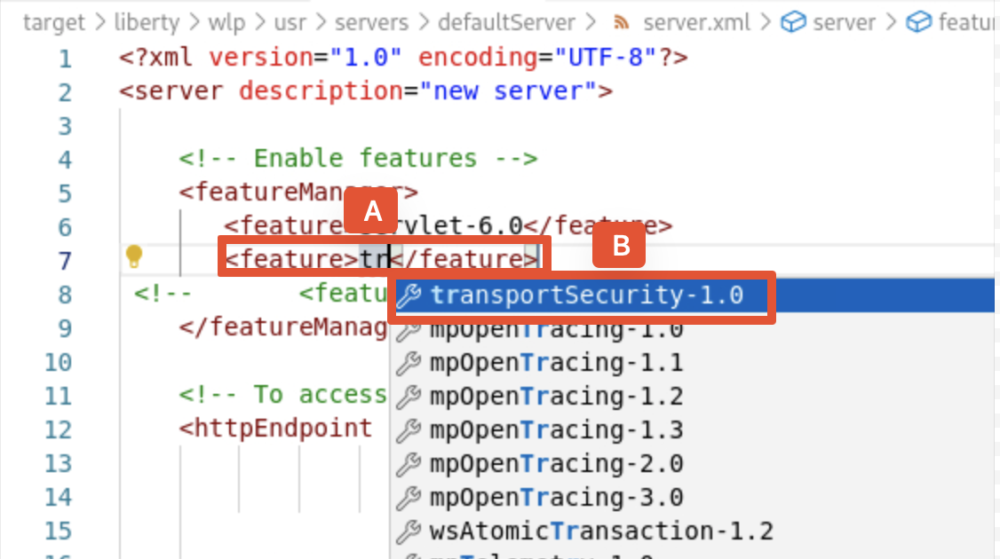 target > liberty > wlp > usr > servers > defaultServer > server.xml > server > featu
1 <?xml version="1.0" encoding="UTF-8"?>
2 <server description="new server">
3
4 <!-- Enable features -->
5 <featureManager>
A
6 <feature rvlet-6.0</feature>
B
7 <feature>tr</feature>
8 <!-- <featu
transportSecurity-1.0
9 </featureManag
mpOpenTracing-1.0
10
mpOpenTracing-1.1
11 <!-- To access
mpOpenTracing-1.2
12 <httpEndpoint
mpOpenTracing-1.3
13
mpOpenTracing-2.0
14
mpOpenTracing-3.0
15
wsAtomicTransaction-1.2